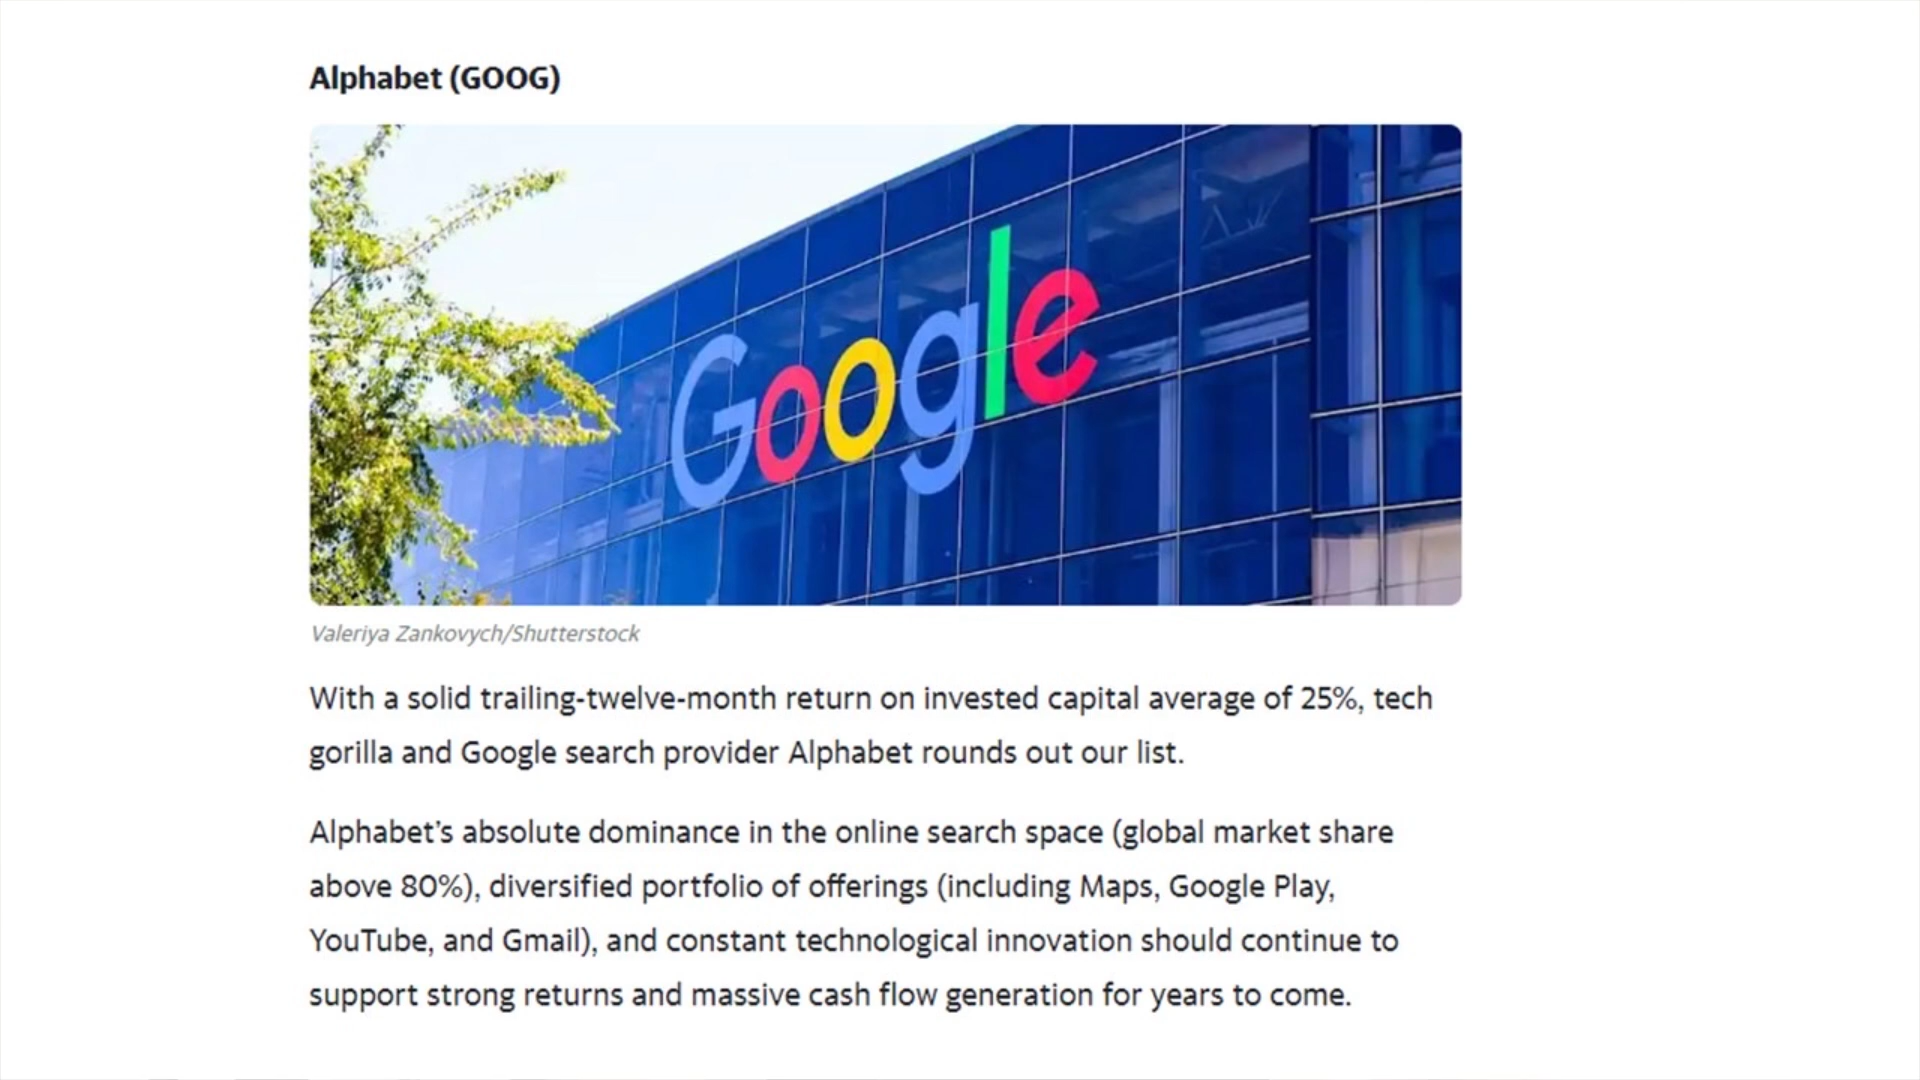 Alphabet (GOOG)
Google
Valeriya Zankovych/Shutterstock
With a solid trailing-twelve-month return on invested capital average of 25%, tech
gorilla and Google search provider Alphabet rounds out our list.
Alphabet’s absolute dominance in the online search space (global market share
above 80%), diversified portfolio of offerings (including Maps, Google Play,
YouTube, and Gmail), and constant technological innovation should continue to
support strong returns and massive cash flow generation for years to come.